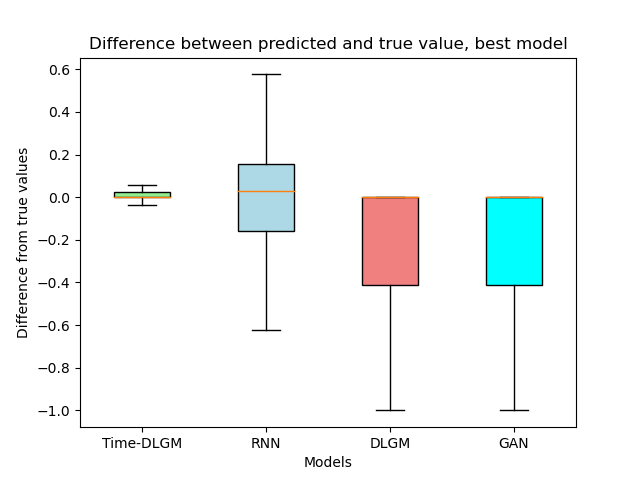 Difference between predicted and true value, best model
0.6
0.4
0.2
0.0
−0.2
−0.4
−0.6
−0.8
−1.0
Difference from true values
Time-DLGM RNN DLGM GAN
Models